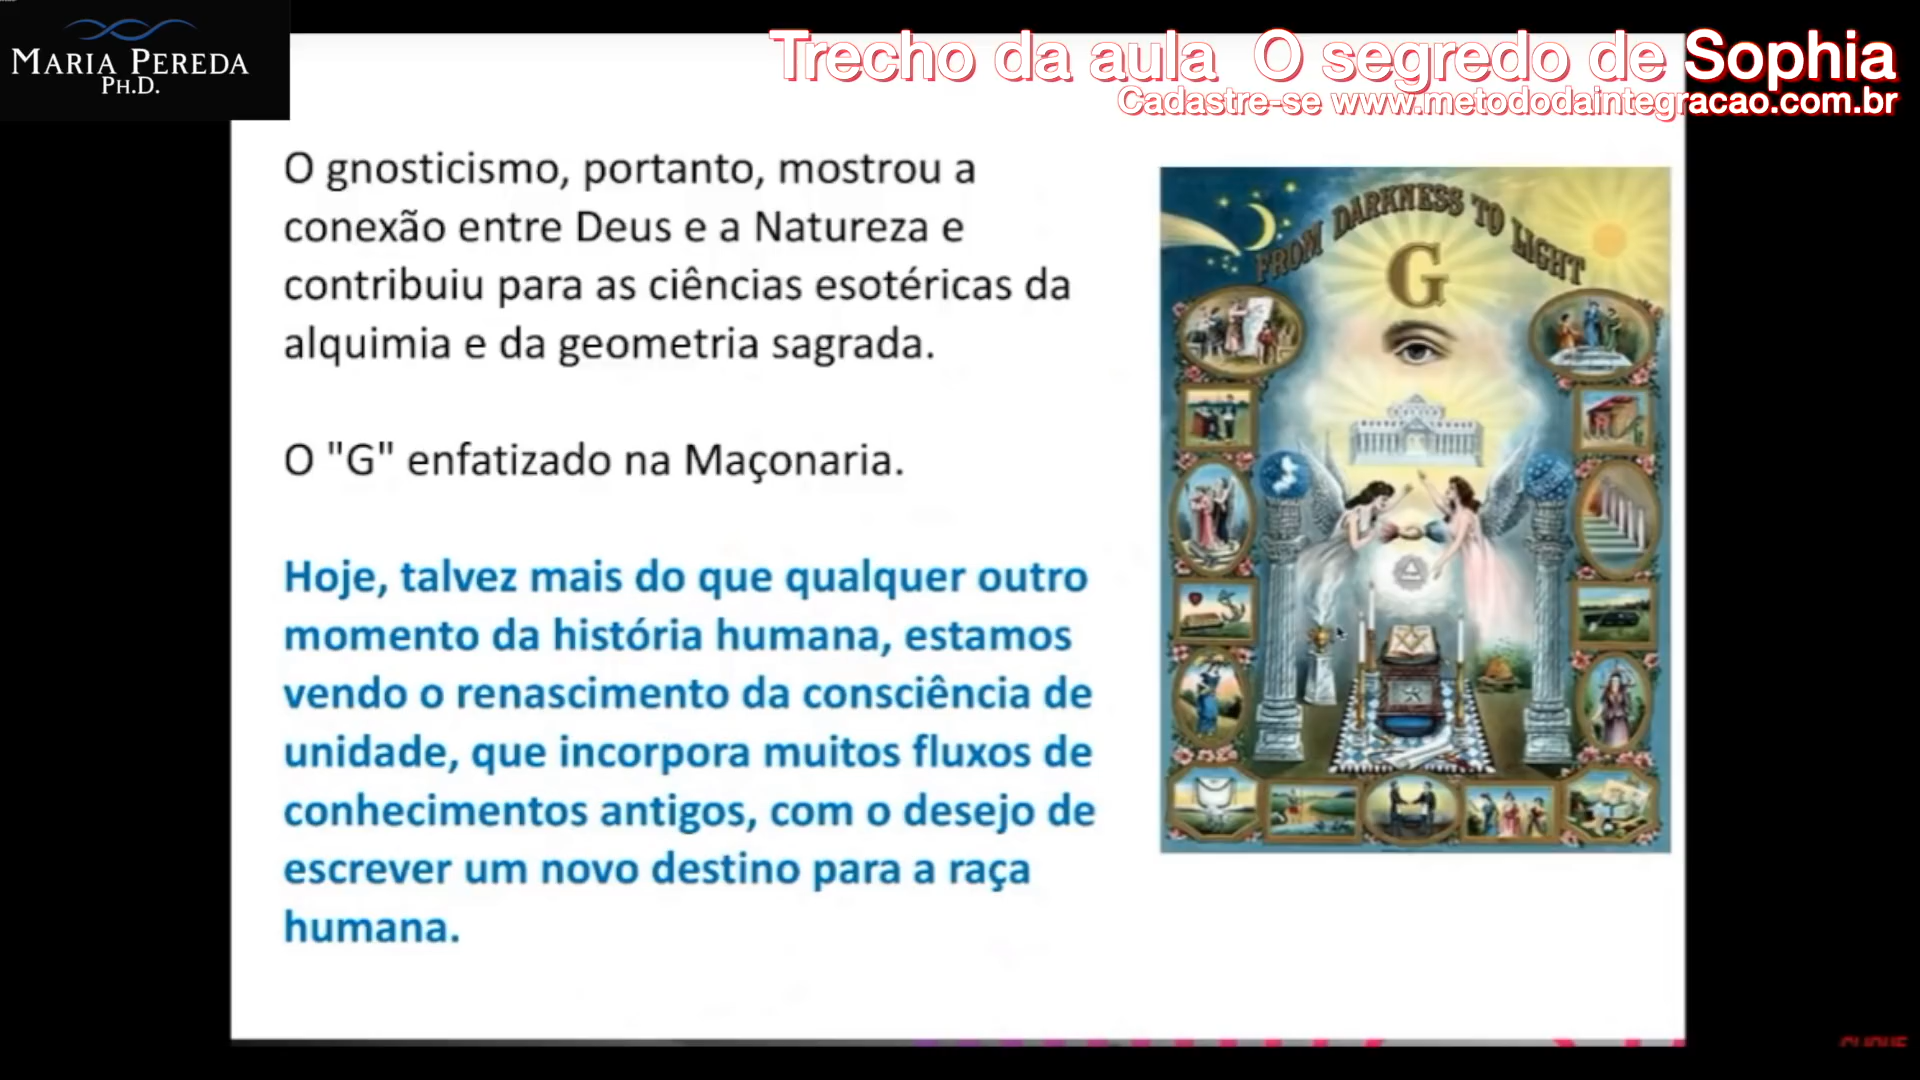 MARIA PEREDA
PH.D.
Trecho da aula O segredo de Sophia
Cadastre-se www.metododaintegracao.com.br
O gnosticismo, portanto, mostrou a
conexão entre Deus e a Natureza e
contribuiu para as ciências esotéricas da
alquimia e da geometria sagrada.
O "G" enfatizado na Maçonaria.
Hoje, talvez mais do que qualquer outro
momento da história humana, estamos
vendo o renascimento da consciência de
unidade, que incorpora muitos fluxos de
conhecimentos antigos, com o desejo de
escrever um novo destino para a raça
humana.
FROM DARKNESS TO LIGHT
G